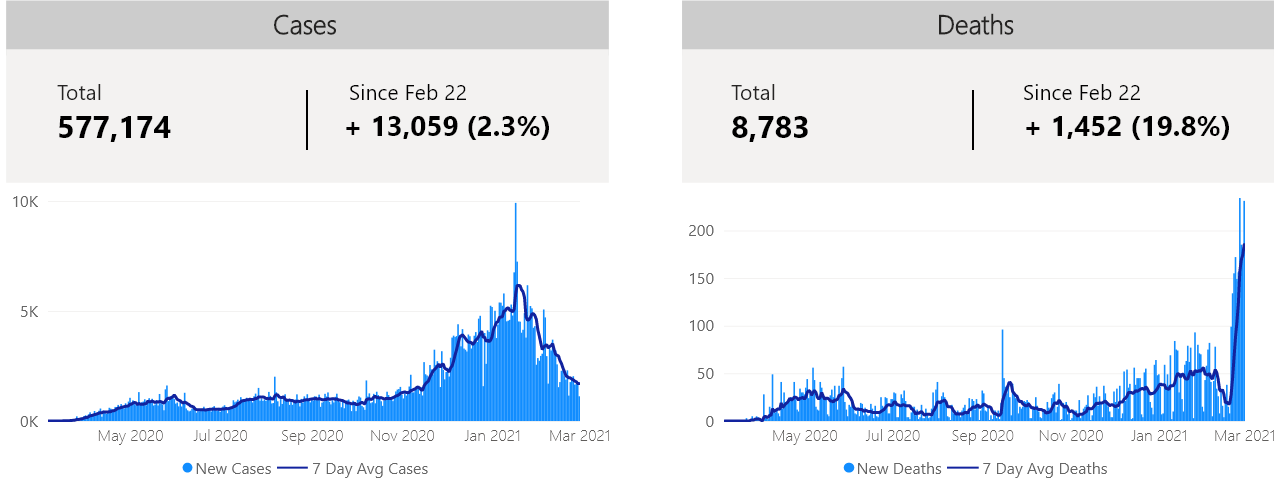 Cases
Total
577,174
Since Feb 22
+ 13,059 (2.3%)
10K
5K
0K
May 2020 Jul 2020 Sep 2020 Nov 2020 Jan 2021 Mar 2021
New Cases 7 Day Avg Cases
Deaths
Total
8,783
Since Feb 22
+ 1,452 (19.8%)
200
150
100
50
0
May 2020 Jul 2020 Sep 2020 Nov 2020 Jan 2021 Mar 2021
New Deaths 7 Day Avg Deaths